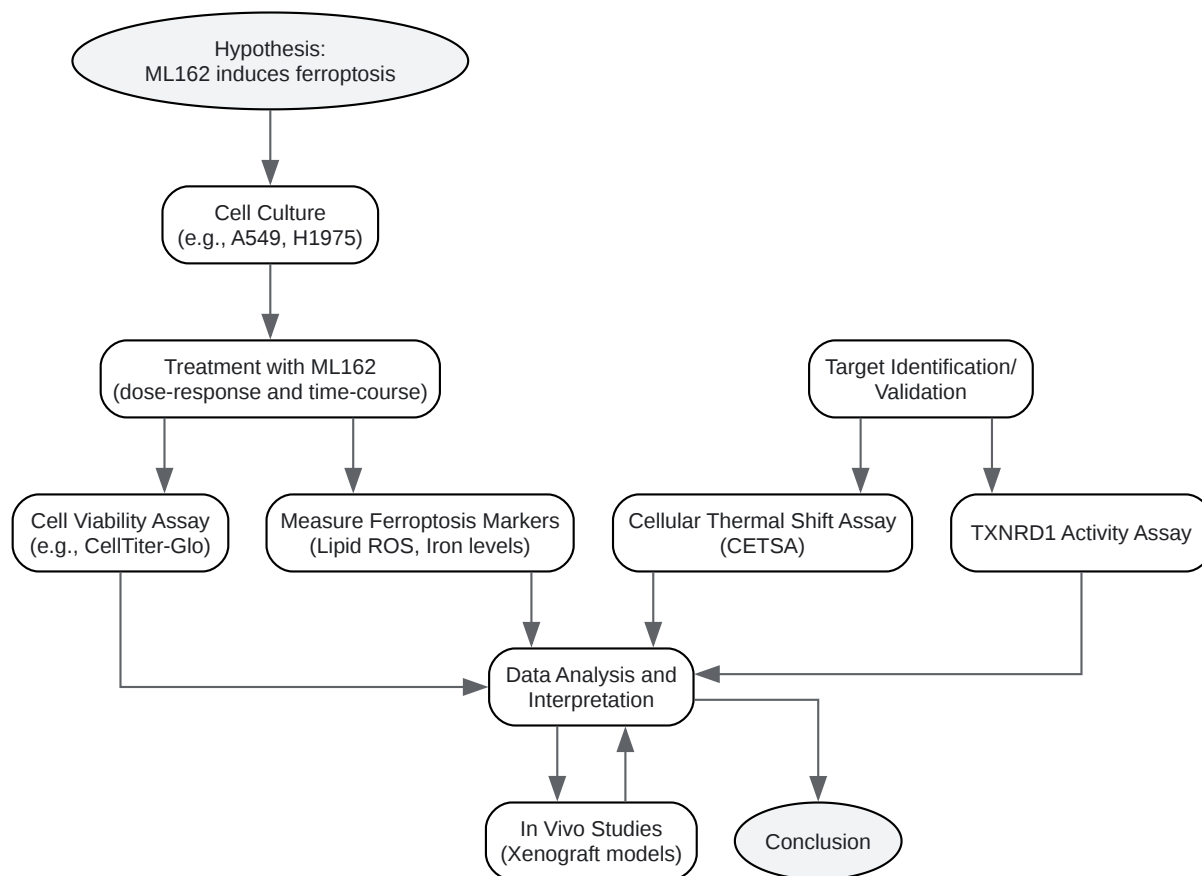 Hypothesis:
ML162 induces ferroptosis
Cell Culture
(e.g., A549, H1975)
Treatment with ML162
(dose-response and time-course)
Target Identification/
Validation
Cell Viability Assay
(e.g., CellTiter-Glo)
Measure Ferroptosis Markers
(Lipid ROS, Iron levels)
Cellular Thermal Shift Assay
(CETSA)
TXNRD1 Activity Assay
Data Analysis and
Interpretation
In Vivo Studies
(Xenograft models)
Conclusion